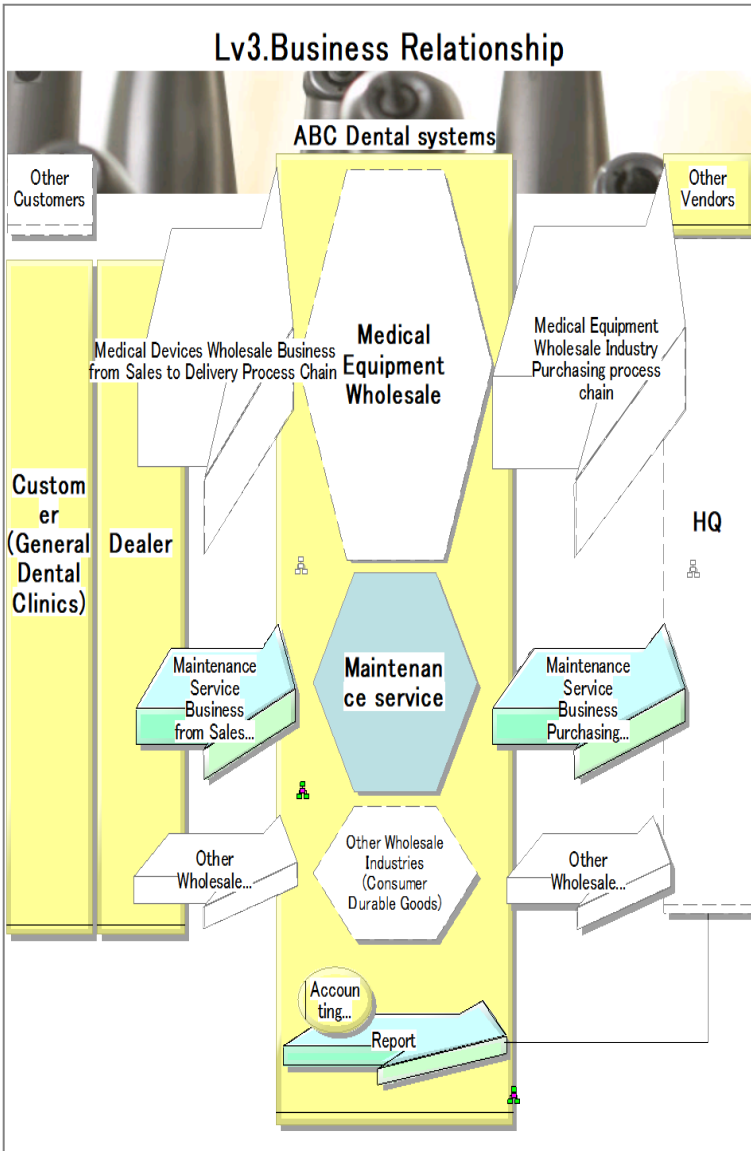 Lv3.Business Relationship
ABC Dental systems
Other
Customers
Other
Vendors
Medical Devices Wholesale Business
from Sales to Delivery Process Chain
Medical
Equipment
Wholesale
Medical Equipment
Wholesale Industry
Purchasing process
chain
Custom
er
(General
Dental
Clinics)
Dealer
HQ
Maintenance
Service
Business
from Sales...
Maintenan
ce service
Maintenance
Service
Business
Purchasing...
Other
Wholesale...
Other Wholesale
Industries
(Consumer
Durable Goods)
Other
Wholesale...
Accoun
ting...
Report